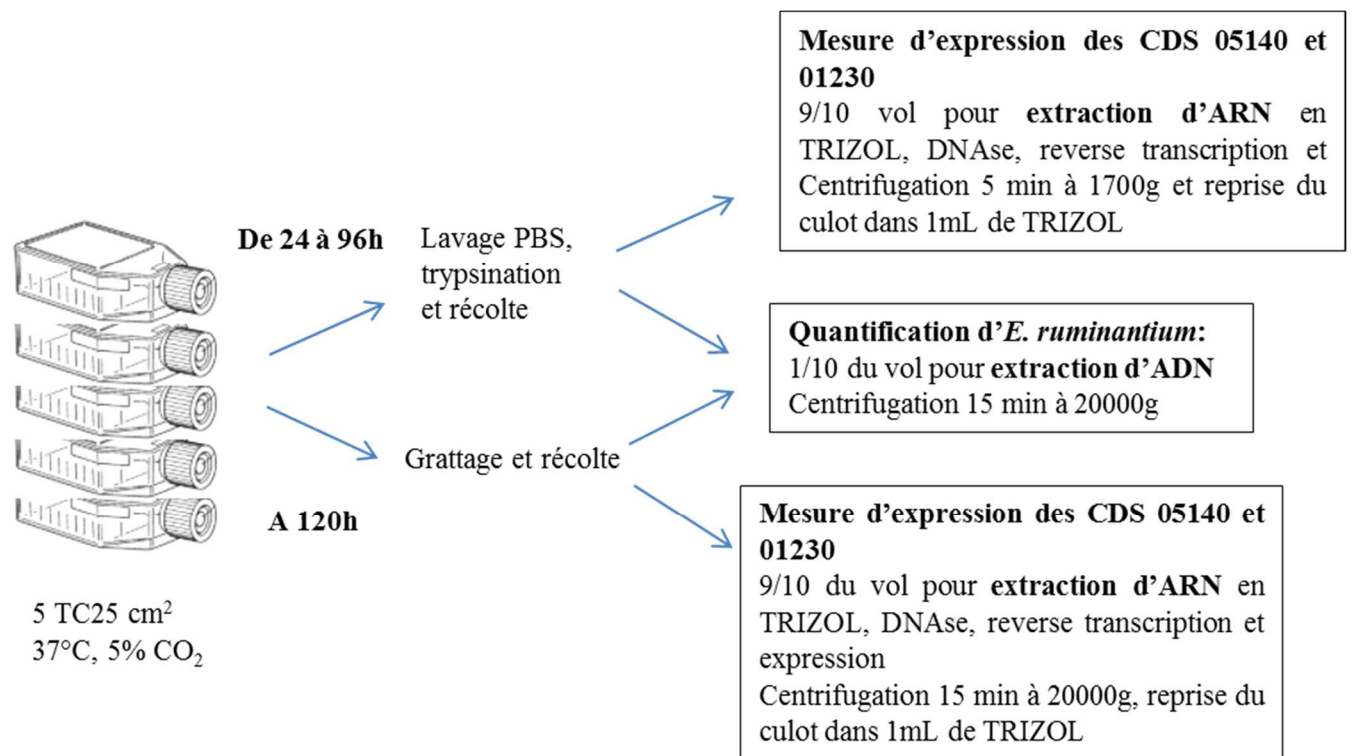 Mesure d'expression des CDS 05140 et
01230
9/10 vol pour extraction d'ARN en
TRIZOL, DNAse, reverse transcription et
Centrifugation 5 min à 1700g et reprise du
culot dans 1mL de TRIZOL
De 24 à 96h
Lavage PBS,
trypsination
et récolte
Quantification d'E. ruminantium:
1/10 du vol pour extraction d'ADN
Centrifugation 15 min à 20000g
Grattage et récolte
A 120h
Mesure d'expression des CDS 05140 et
01230
9/10 du vol pour extraction d'ARN en
TRIZOL, DNAse, reverse transcription et
expression
Centrifugation 15 min à 20000g, reprise du
culot dans 1mL de TRIZOL
5 TC25 cm²
37°C, 5% CO₂